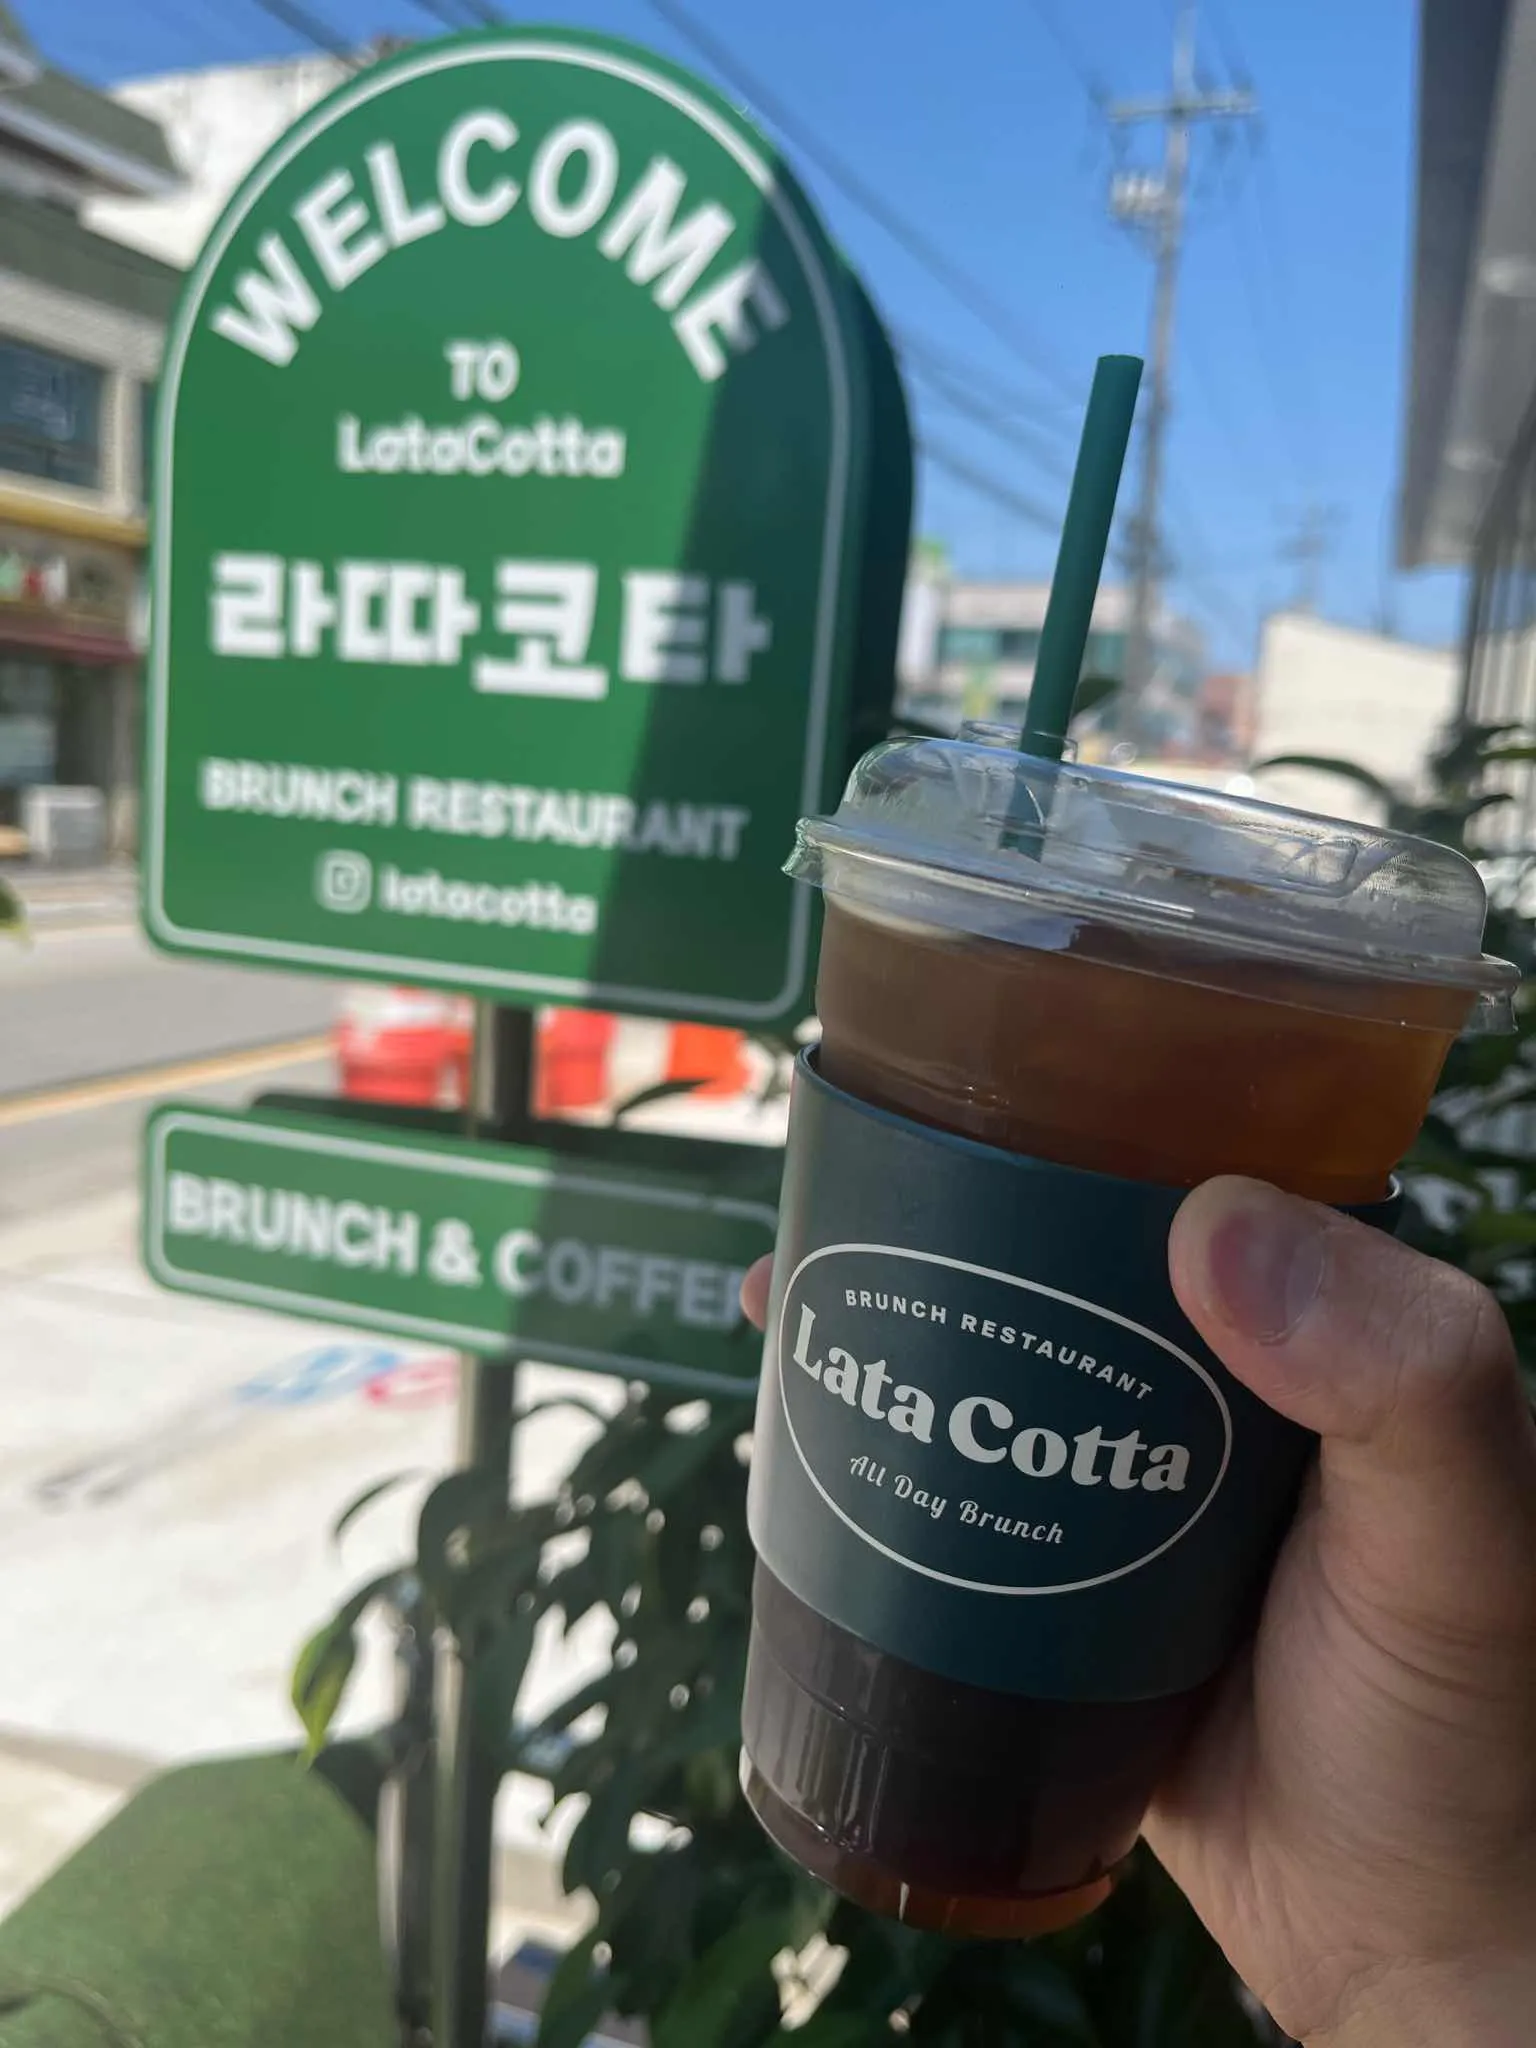 WELCOME
TO
LataCotta
라따코타
BRUNCH RESTAURANT
latacotta
BRUNCH & COFFEE
BRUNCH RESTAURANT
Lata Cotta
All Day Brunch